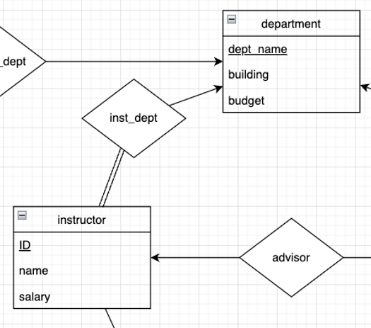 department
dept_name
building
budget
_dept
inst_dept
instructor
ID
name
salary
advisor